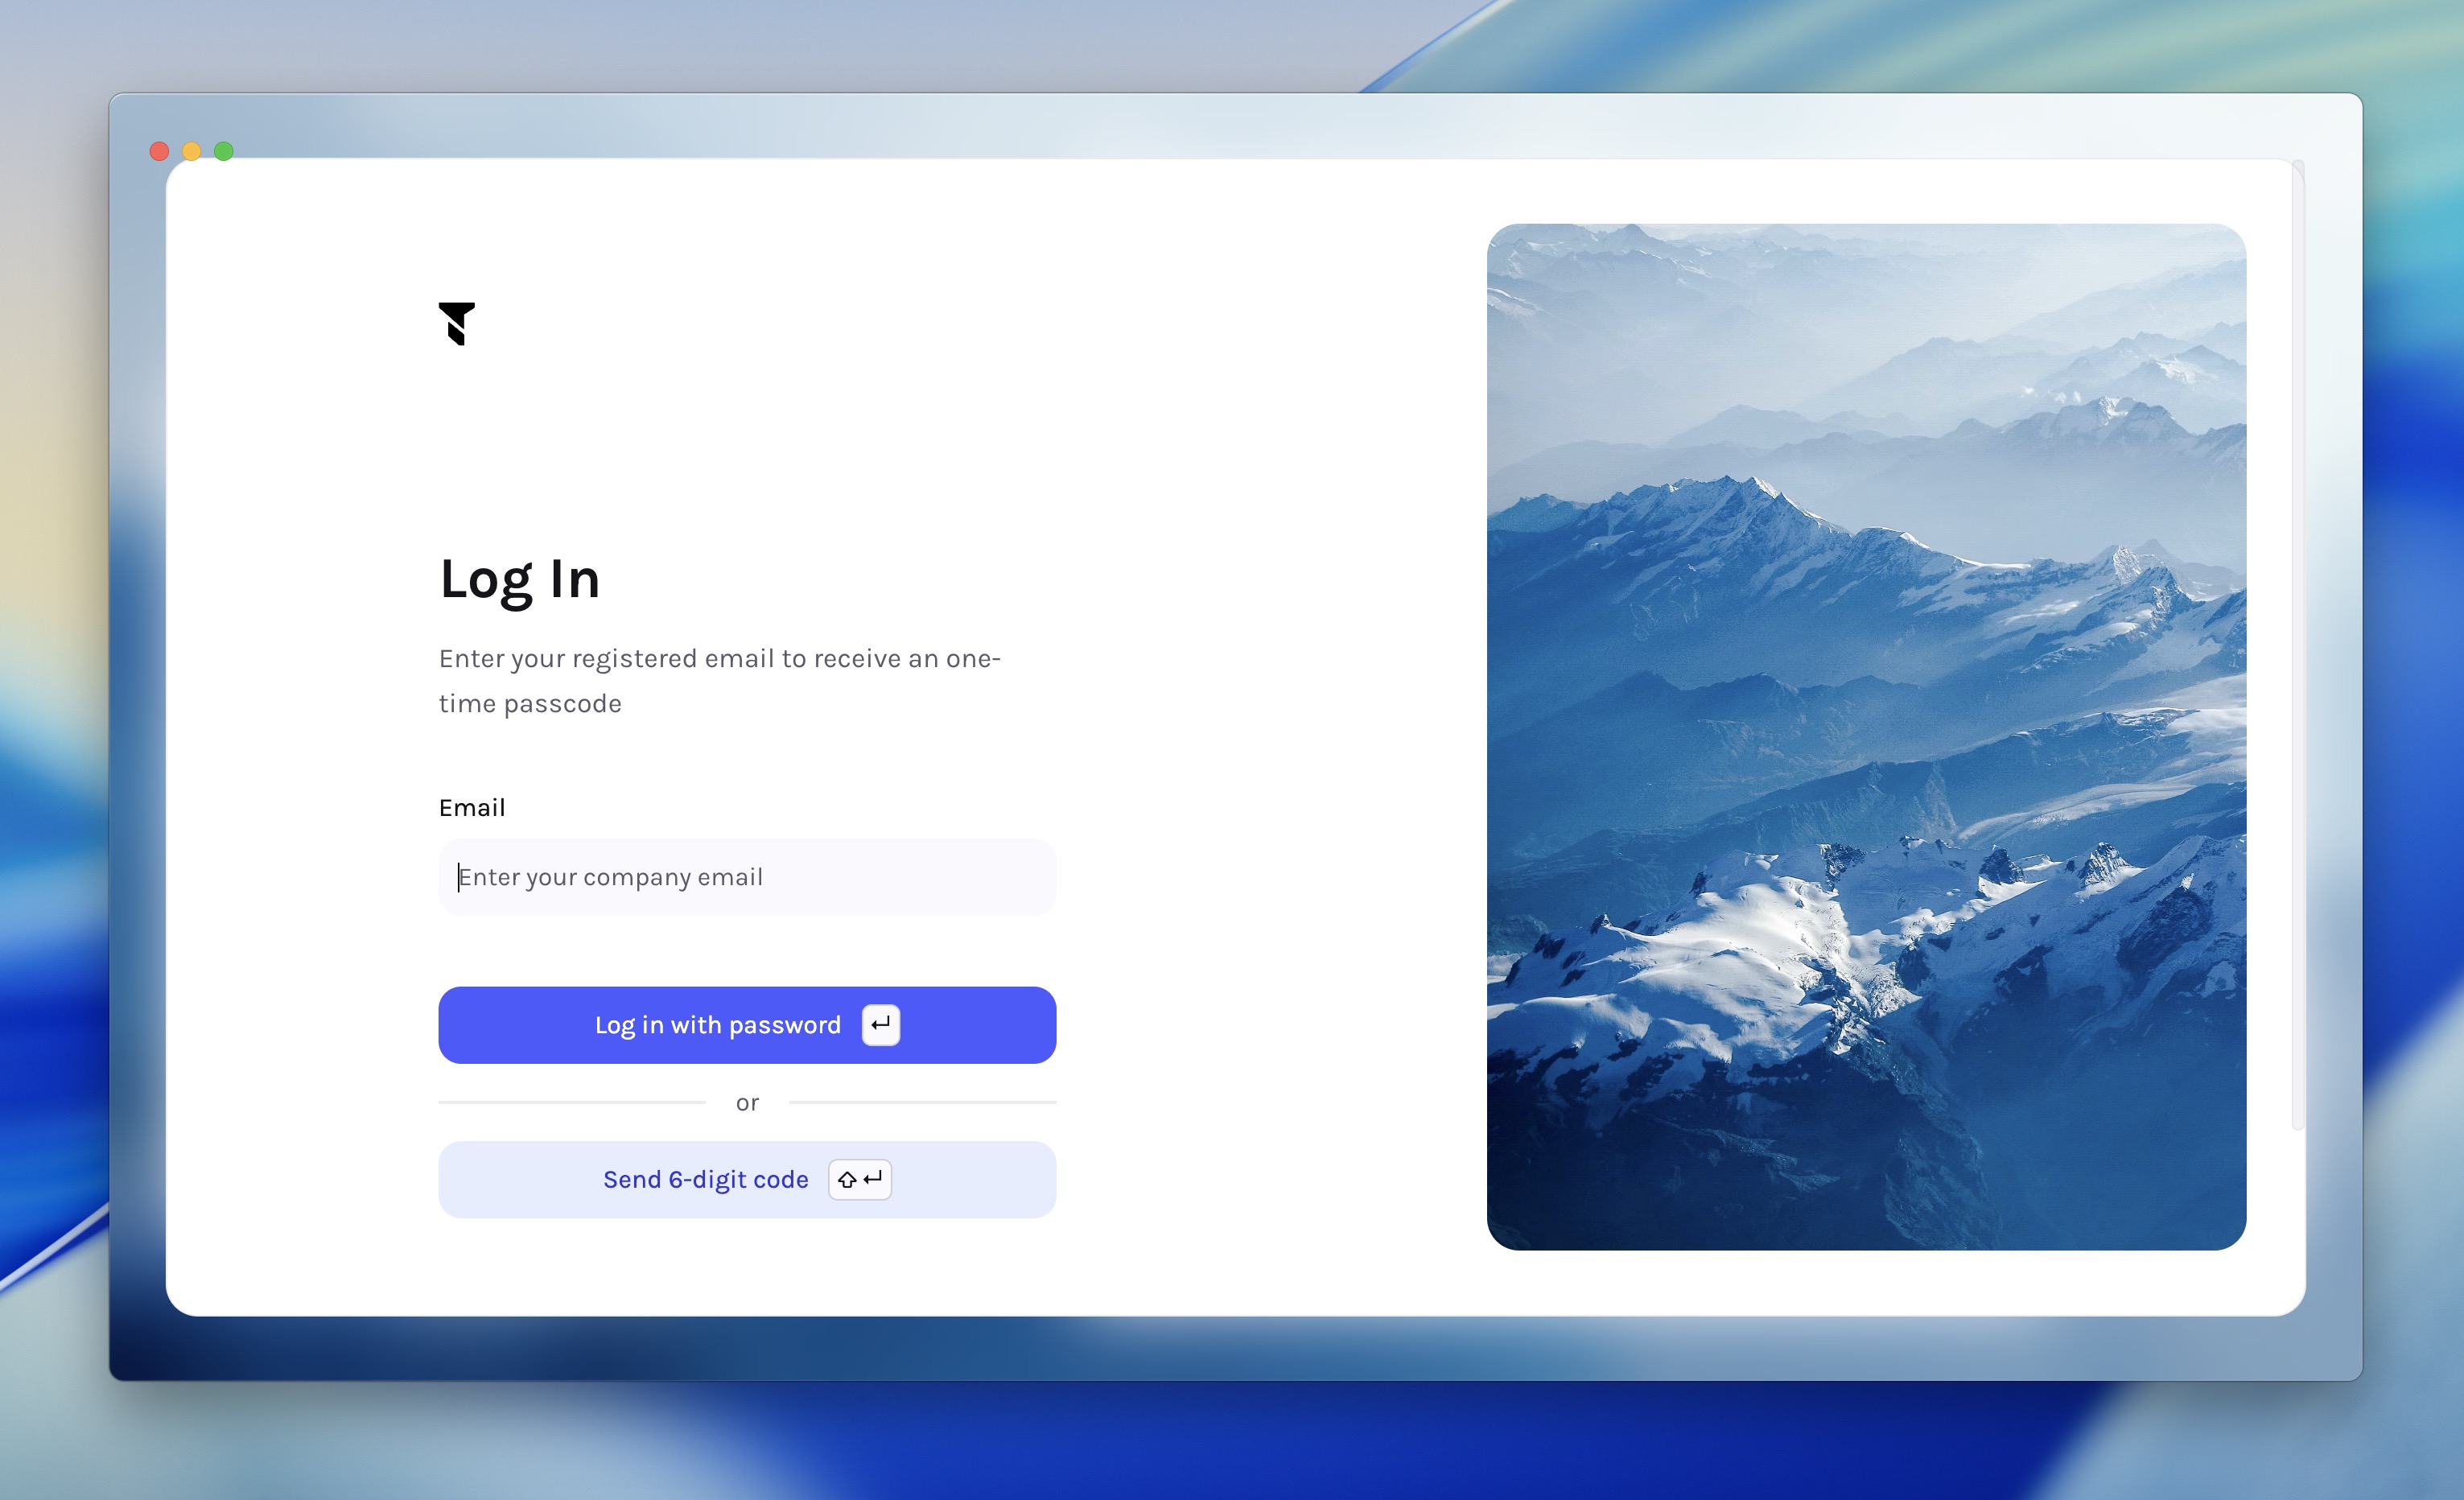 Log In
Enter your registered email to receive an one-
time passcode
Email
Enter your company email
Log in with password
or
Send 6-digit code